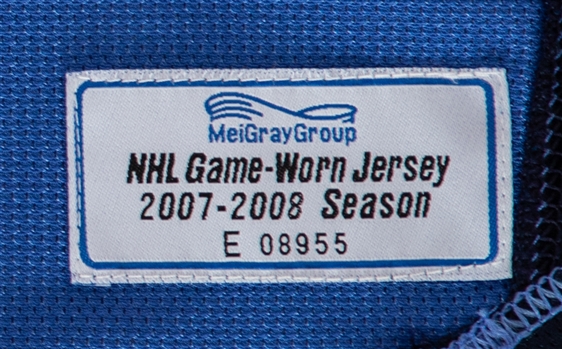 MeiGrayGroup
NHL Game-Worn Jersey
2007-2008 Season
E 08955